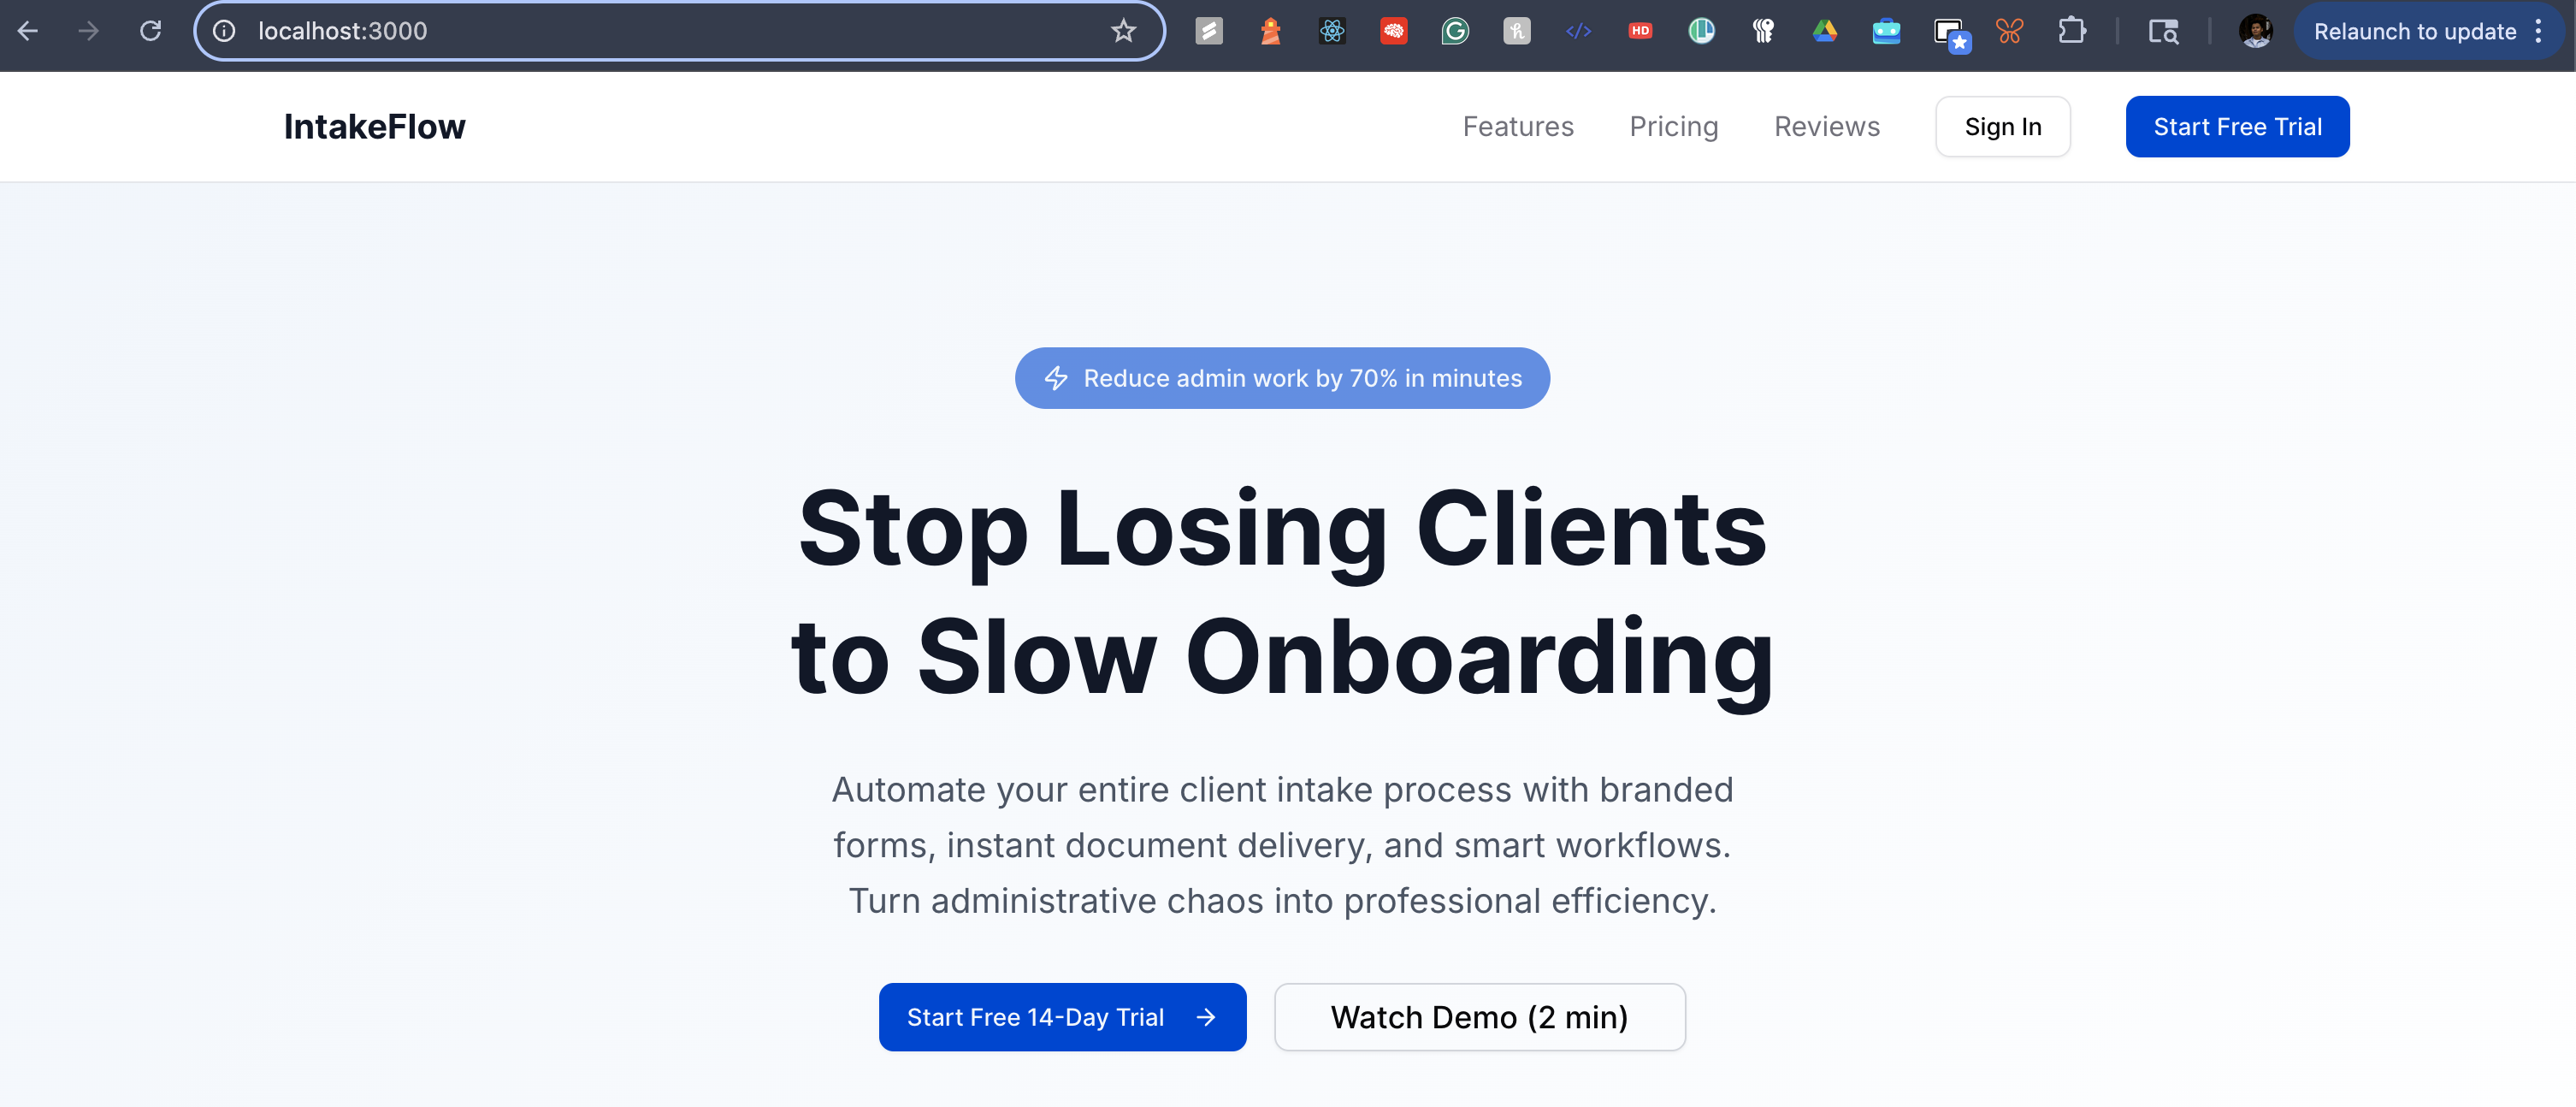 localhost:3000
HD
Relaunch to update
IntakeFlow
Features
Pricing
Reviews
Sign In
Start Free Trial
Reduce admin work by 70% in minutes
Stop Losing Clients
to Slow Onboarding
Automate your entire client intake process with branded
forms, instant document delivery, and smart workflows.
Turn administrative chaos into professional efficiency.
Start Free 14-Day Trial →
Watch Demo (2 min)